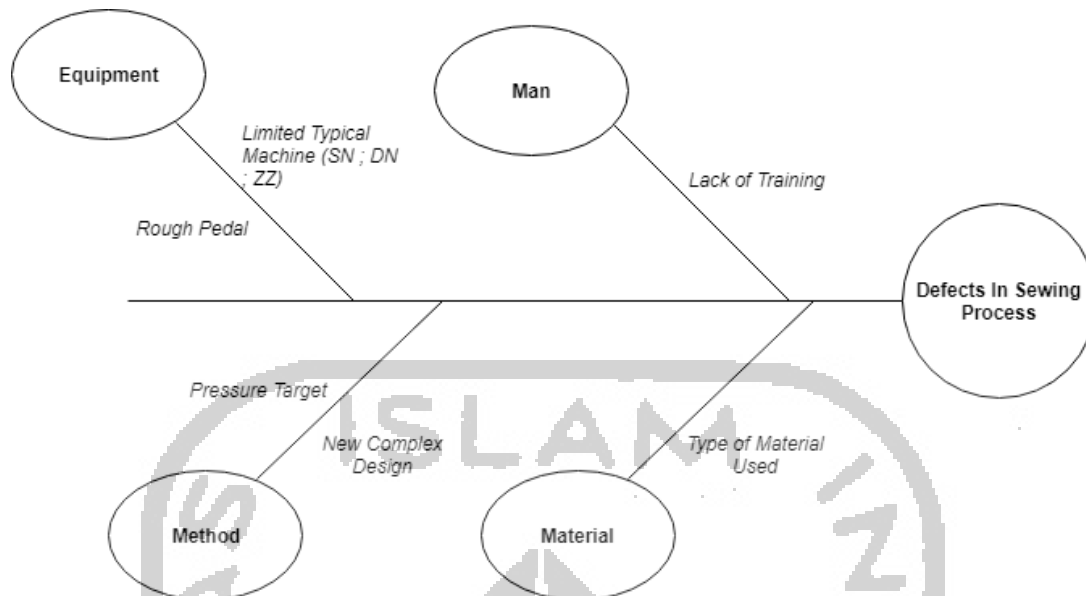 Equipment
Man
Limited Typical
Machine (SN ; DN
; ZZ)
Lack of Training
Rough Pedal
Defects In Sewing
Process
Pressure Target
ISLAM
New Complex
Design
Type of Material
Used
Method
Material